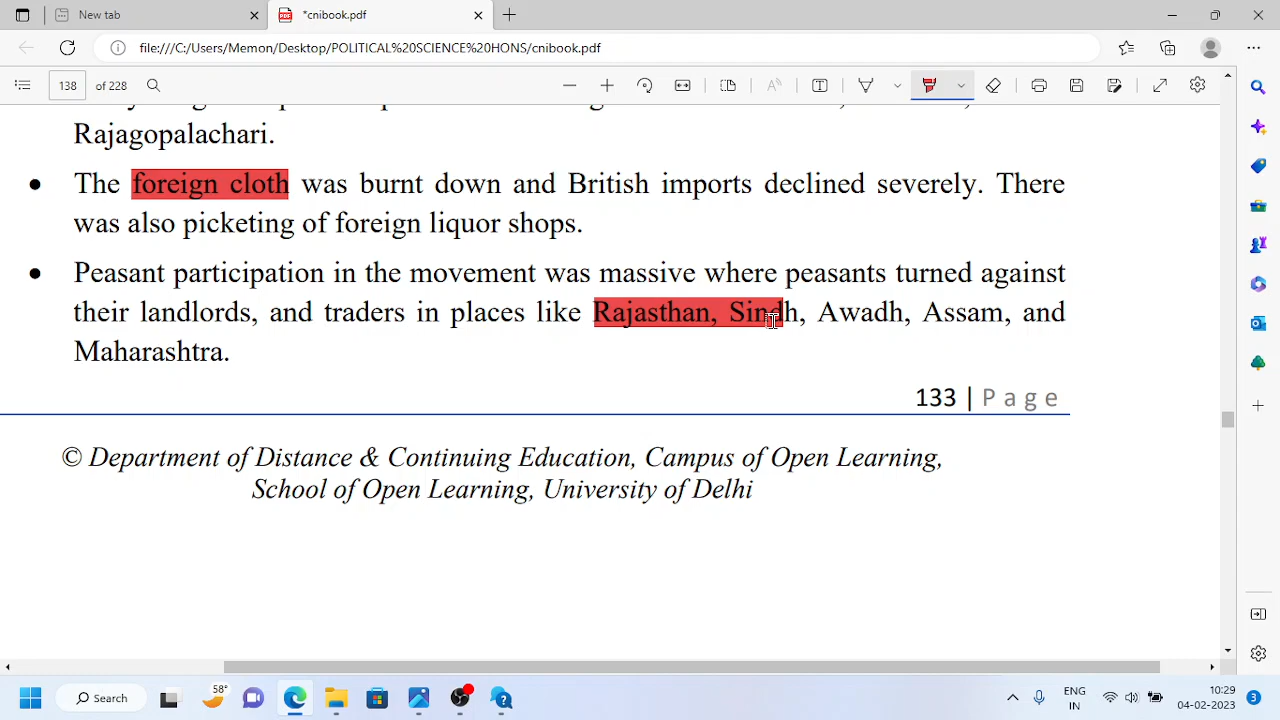 New tab
*cnibook.pdf
file:///C:/Users/Memon/Desktop/POLITICAL%20SCIENCE%20HONS/cnibook.pdf
138 of 228
Rajagopalachari.
• The foreign cloth was burnt down and British imports declined severely. There
was also picketing of foreign liquor shops.
• Peasant participation in the movement was massive where peasants turned against
their landlords, and traders in places like Rajasthan, Sindh, Awadh, Assam, and
Maharashtra.
133 | Page
© Department of Distance & Continuing Education, Campus of Open Learning,
School of Open Learning, University of Delhi
Search
58°
ENG
IN
10:29
04-02-2023
3